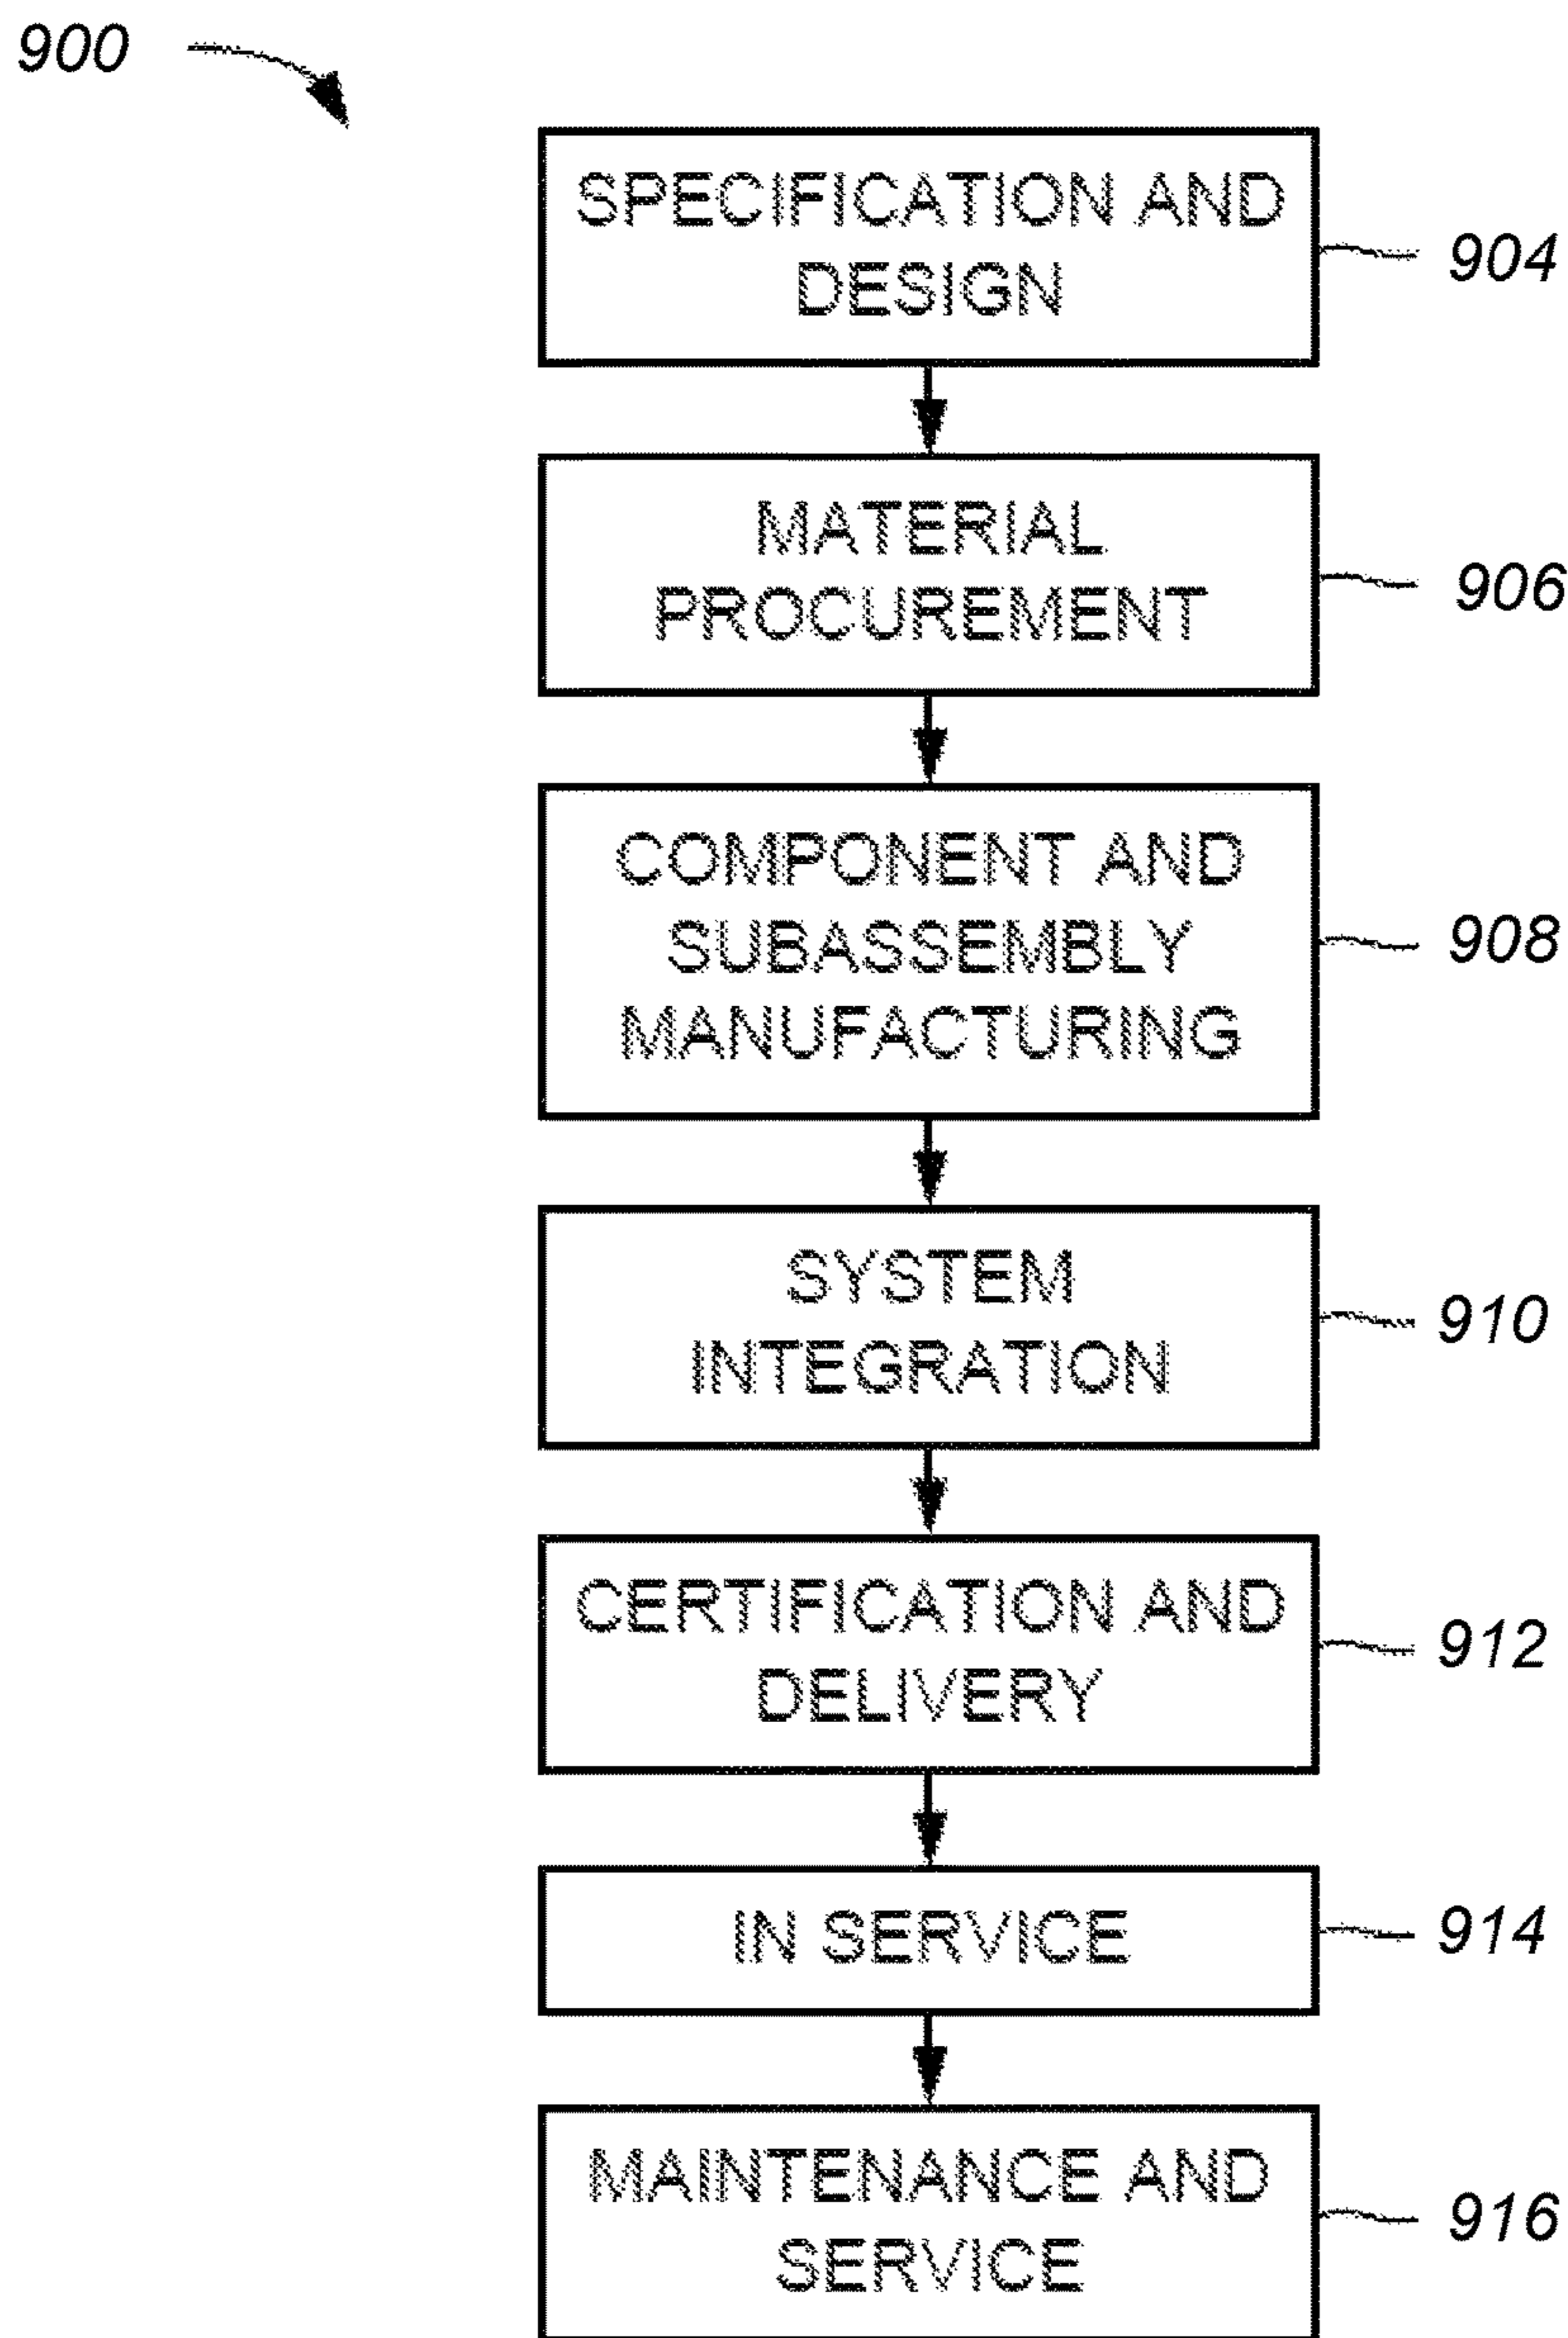 900
SPECIFICATION AND
DESIGN
904
MATERIAL
PROCUREMENT
906
COMPONENT AND
SUBASSEMBLY
MANUFACTURING
908
SYSTEM
INTEGRATION
910
CERTIFICATION AND
DELIVERY
912
IN SERVICE
914
MAINTENANCE AND
SERVICE
916